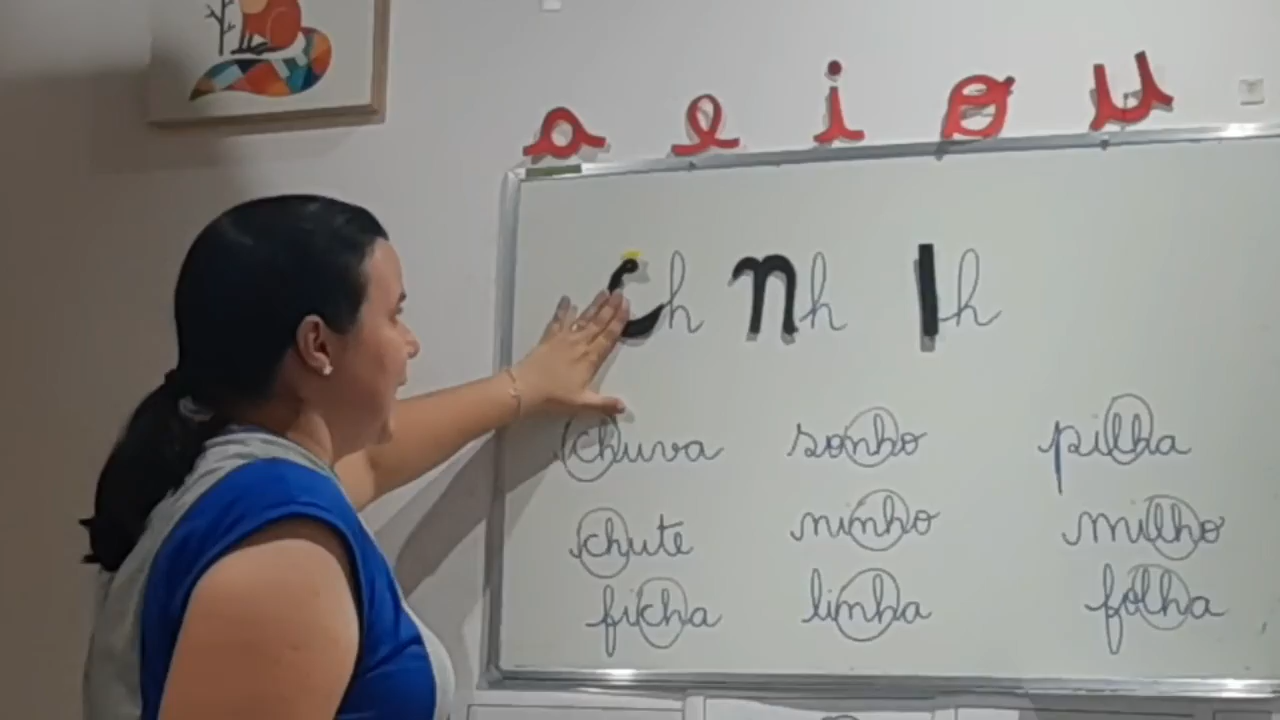 a e i o u
ch nh lh
chuva sonho pilha
chute ninho milho
ficha linha folha